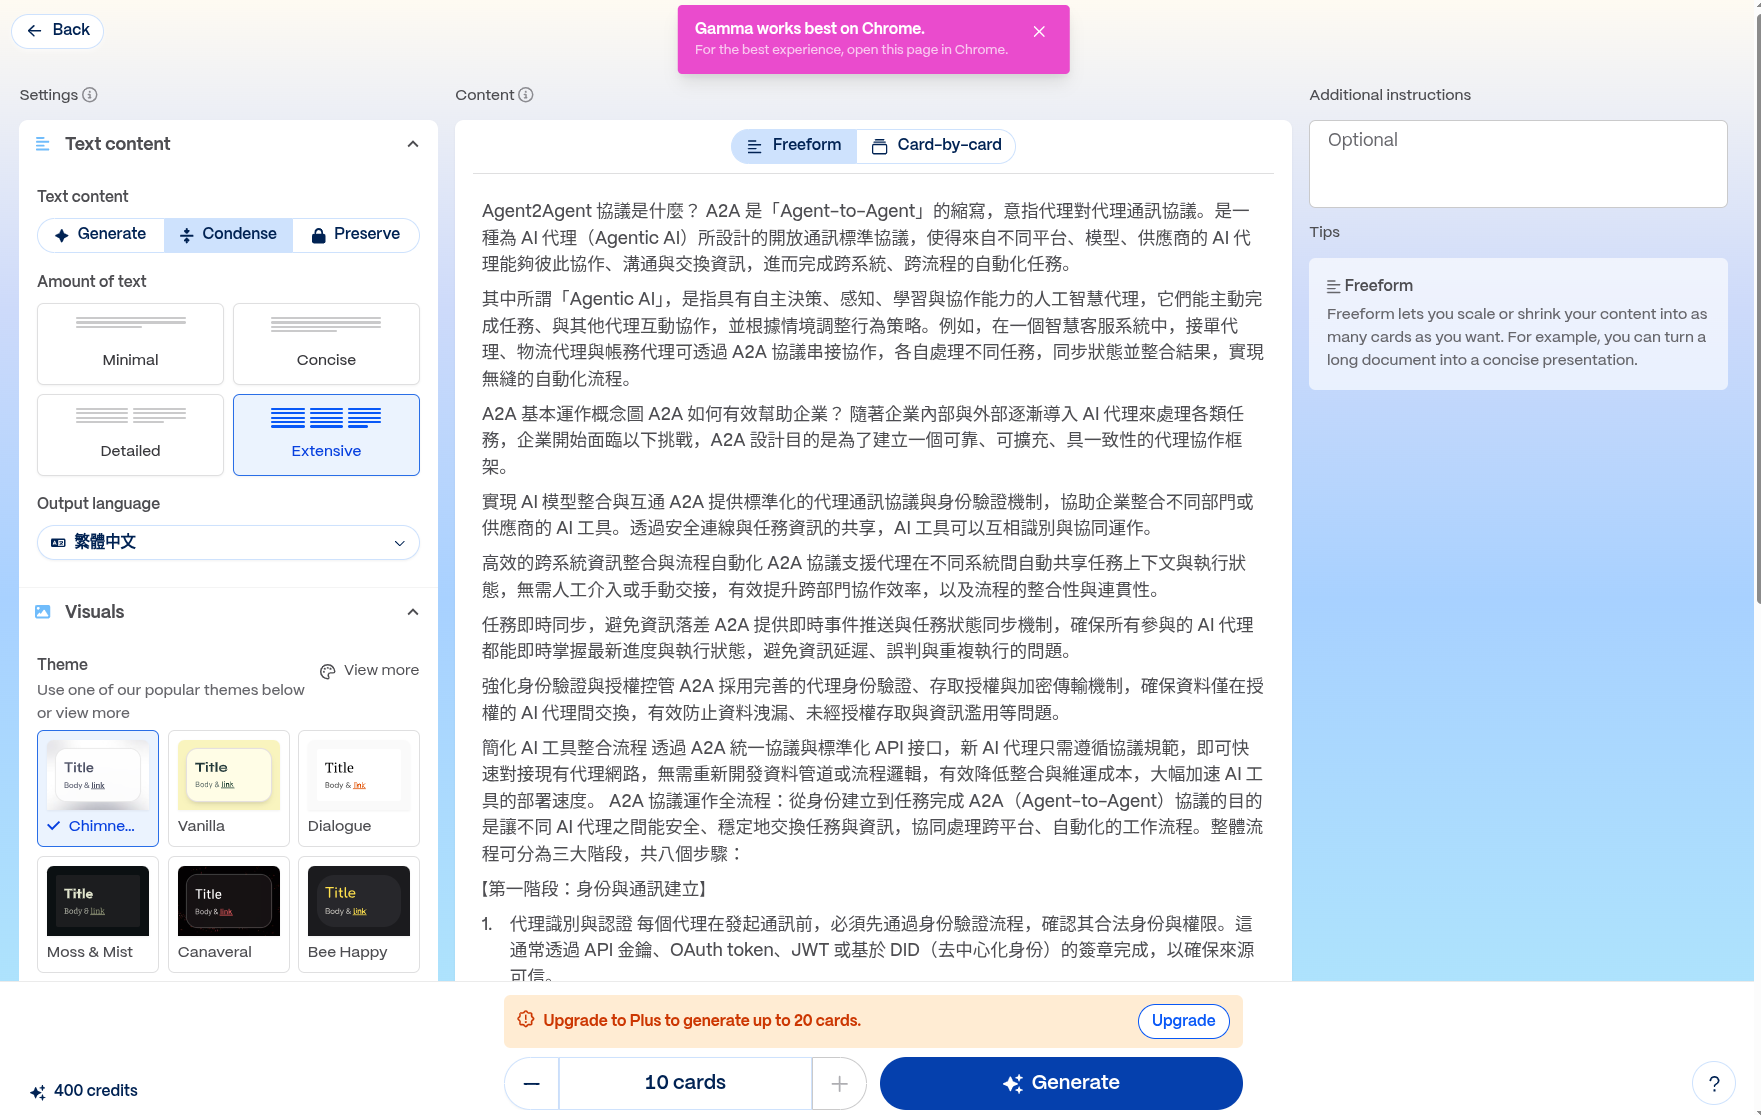 Back
Gamma works best on Chrome.
For the best experience, open this page in Chrome.
Settings
Text content
Text content
Generate
Condense
Preserve
Amount of text
Minimal
Concise
Detailed
Extensive
Output language
繁體中文
Visuals
Theme
View more
Use one of our popular themes below
or view more
Title
Body & link
Chimne...
Title
Body & link
Vanilla
Title
Body & link
Dialogue
Title
Body & link
Moss & Mist
Title
Body & link
Canaveral
Title
Body & link
Bee Happy
Content
Freeform
Card-by-card
Agent2Agent 協議是什麼？ A2A 是「Agent-to-Agent」的縮寫，意指代理對代理通訊協議。是一
種為 AI 代理（Agentic AI）所設計的開放通訊標準協議，使得來自不同平台、模型、供應商的 AI 代
理能夠彼此協作、溝通與交換資訊，進而完成跨系統、跨流程的自動化任務。
其中所謂「Agentic AI」，是指具有自主決策、感知、學習與協作能力的人工智慧代理，它們能主動完
成任務、與其他代理互動協作，並根據情境調整行為策略。例如，在一個智慧客服系統中，接單代
理、物流代理與帳務代理可透過 A2A 協議串接協作，各自處理不同任務，同步狀態並整合結果，實現
無縫的自動化流程。
A2A 基本運作概念圖 A2A 如何有效幫助企業？ 隨著企業內部與外部逐漸導入 AI 代理來處理各類任
務，企業開始面臨以下挑戰，A2A 設計目的是為了建立一個可靠、可擴充、具一致性的代理協作框
架。
實現 AI 模型整合與互通 A2A 提供標準化的代理通訊協議與身份驗證機制，協助企業整合不同部門或
供應商的 AI 工具。透過安全連線與任務資訊的共享，AI 工具可以互相識別與協同運作。
高效的跨系統資訊整合與流程自動化 A2A 協議支援代理在不同系統間自動共享任務上下文與執行狀
態，無需人工介入或手動交接，有效提升跨部門協作效率，以及流程的整合性與連貫性。
任務即時同步，避免資訊落差 A2A 提供即時事件推送與任務狀態同步機制，確保所有參與的 AI 代理
都能即時掌握最新進度與執行狀態，避免資訊延遲、誤判與重複執行的問題。
強化身份驗證與授權控管 A2A 採用完善的代理身份驗證、存取授權與加密傳輸機制，確保資料僅在授
權的 AI 代理間交換，有效防止資料洩漏、未經授權存取與資訊濫用等問題。
簡化 AI 工具整合流程 透過 A2A 統一協議與標準化 API 接口，新 AI 代理只需遵循協議規範，即可快
速對接現有代理網路，無需重新開發資料管道或流程邏輯，有效降低整合與維運成本，大幅加速 AI 工
具的部署速度。 A2A 協議運作全流程：從身份建立到任務完成 A2A（Agent-to-Agent）協議的目的
是讓不同 AI 代理之間能安全、穩定地交換任務與資訊，協同處理跨平台、自動化的工作流程。整體流
程可分為三大階段，共八個步驟：
【第一階段：身份與通訊建立】
1. 代理識別與認證 每個代理在發起通訊前，必須先通過身份驗證流程，確認其合法身份與權限。這
通常透過 API 金鑰、OAuth token、JWT 或基於 DID（去中心化身份）的簽章完成，以確保來源
可信。
Additional instructions
Optional
Tips
Freeform
Freeform lets you scale or shrink your content into as
many cards as you want. For example, you can turn a
long document into a concise presentation.
Upgrade to Plus to generate up to 20 cards.
Upgrade
400 credits
10 cards
Generate
?